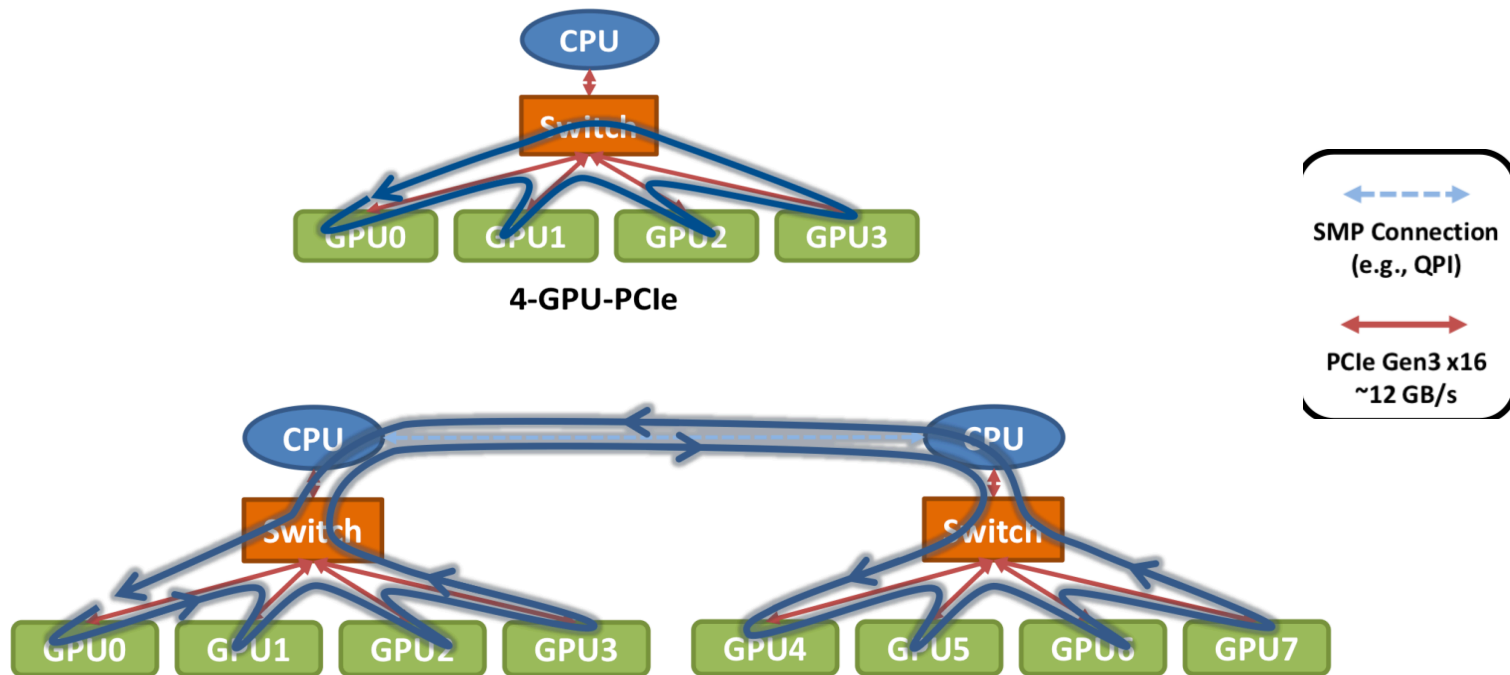 CPU
Switch
GPU0 GPU1 GPU2 GPU3
4-GPU-PCIe
SMP Connection
(e.g., QPI)
PCIe Gen3 x16
~12 GB/s
CPU CPU
Switch Switch
GPU0 GPU1 GPU2 GPU3 GPU4 GPU5 GPU6 GPU7